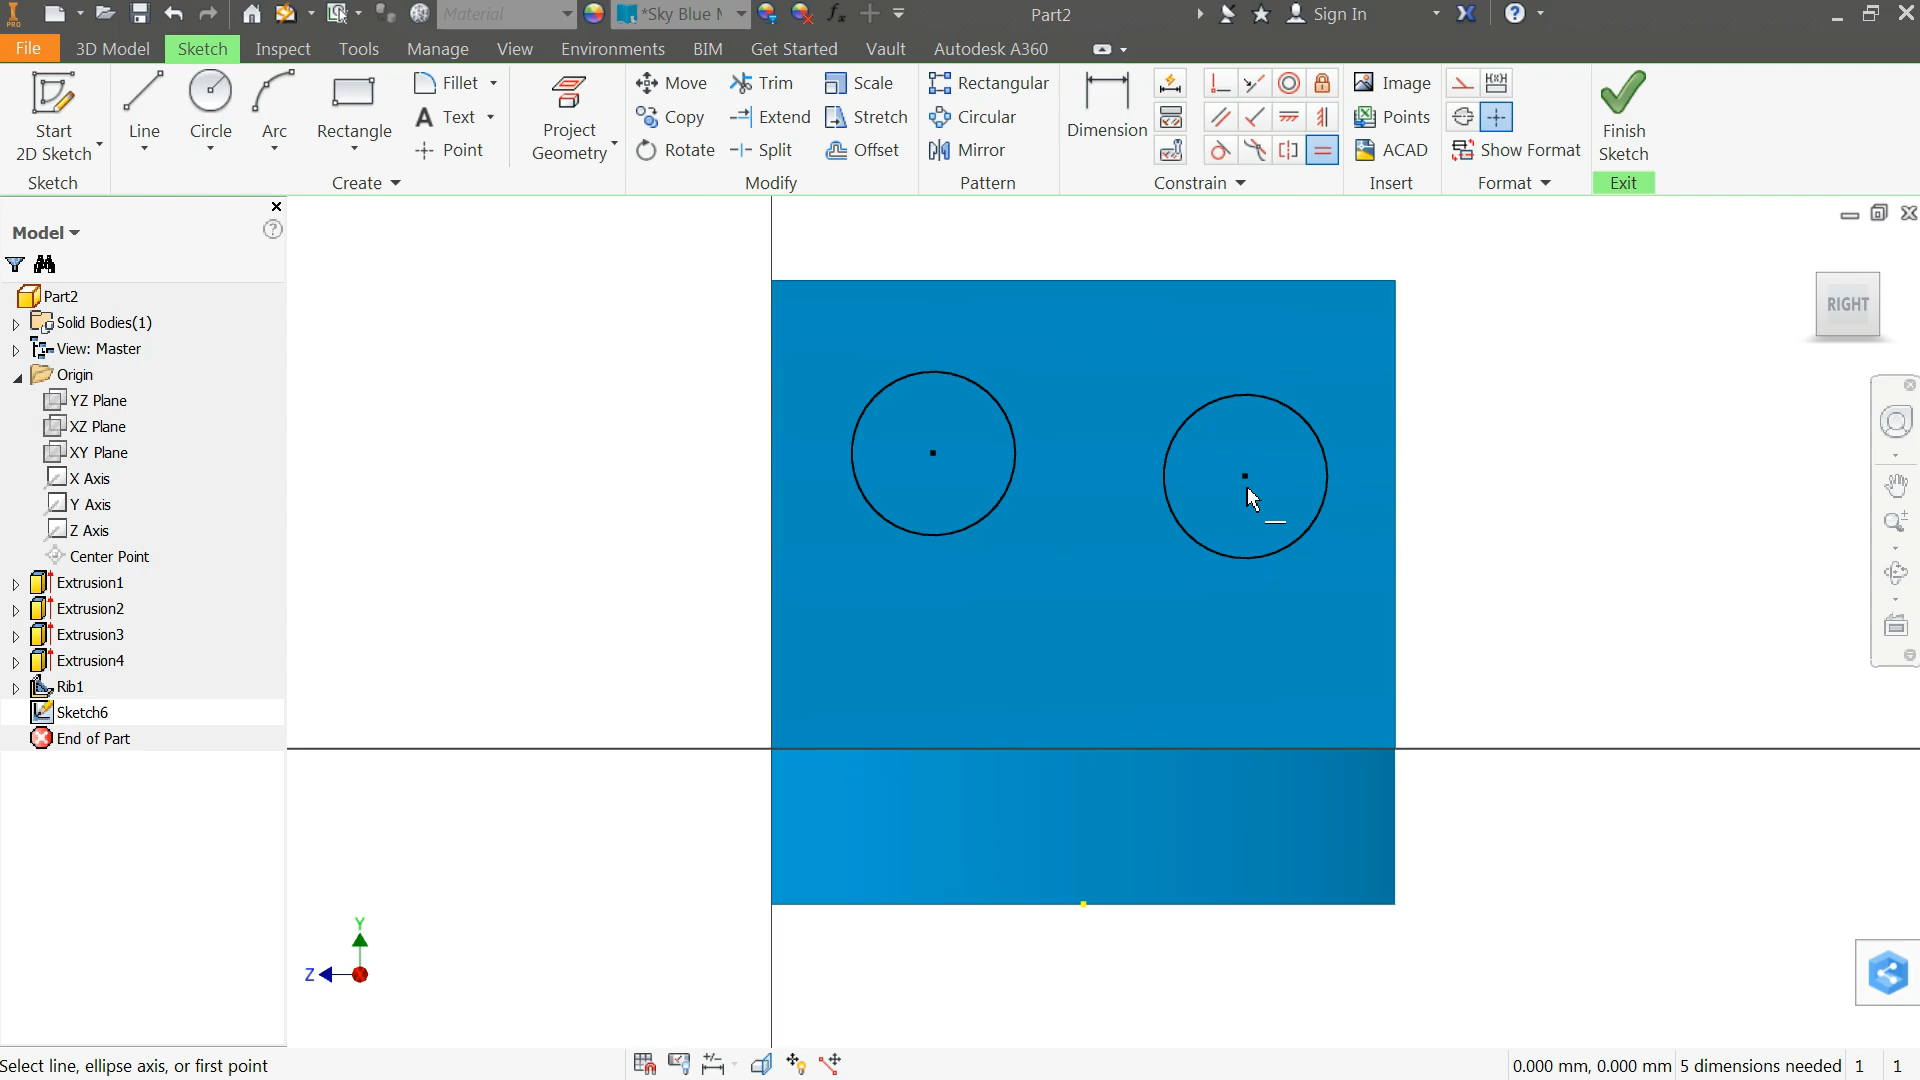 PRO
Material
*Sky Blue M
Part2
Sign In
File
3D Model
Sketch
Inspect
Tools
Manage
View
Environments
BIM
Get Started
Vault
Autodesk A360
Start
2D Sketch
Line
Circle
Arc
Rectangle
Fillet
Text
Point
Project
Geometry
Move
Copy
Rotate
Trim
Extend
Split
Scale
Stretch
Offset
Rectangular
Circular
Mirror
Dimension
Image
Points
ACAD
Show Format
Finish
Sketch
Sketch
Create
Modify
Pattern
Constrain
Insert
Format
Exit
Model
Part2
Solid Bodies(1)
View: Master
Origin
YZ Plane
XZ Plane
XY Plane
X Axis
Y Axis
Z Axis
Center Point
Extrusion1
Extrusion2
Extrusion3
Extrusion4
Rib1
Sketch6
End of Part
RIGHT
Y
Z
Select line, ellipse axis, or first point
0.000 mm, 0.000 mm
5 dimensions needed
1
1